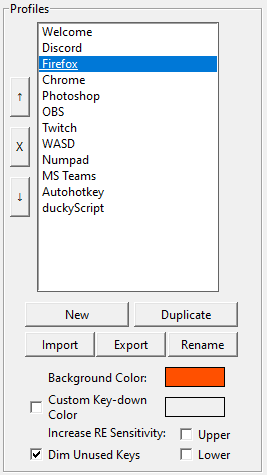 Profiles
Welcome
Discord
Firefox
Chrome
Photoshop
OBS
Twitch
WASD
Numpad
MS Teams
Autohotkey
duckyScript
↑
X
↓
New Duplicate
Import Export Rename
Background Color:
Custom Key-down
Color
Increase RE Sensitivity: Upper
Dim Unused Keys Lower